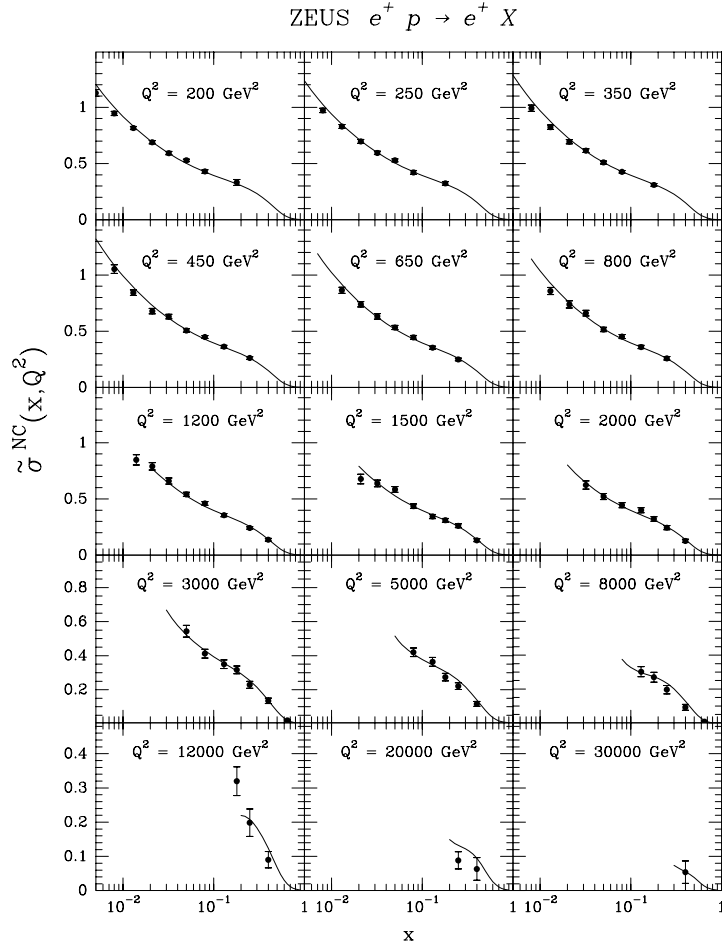 ZEUS e⁺ p → e⁺ X
Q² = 200 GeV²
Q² = 250 GeV²
Q² = 350 GeV²
1
0.5
0
Q² = 450 GeV²
Q² = 650 GeV²
Q² = 800 GeV²
1
0.5
0
σ̃^NC(x,Q²)
Q² = 1200 GeV²
Q² = 1500 GeV²
Q² = 2000 GeV²
1
0.5
0
Q² = 3000 GeV²
Q² = 5000 GeV²
Q² = 8000 GeV²
0.8
0.6
0.4
0.2
Q² = 12000 GeV²
Q² = 20000 GeV²
Q² = 30000 GeV²
0.4
0.3
0.2
0.1
0
10⁻² 10⁻¹ 1 10⁻² 10⁻¹ 1 10⁻² 10⁻¹ 1
x